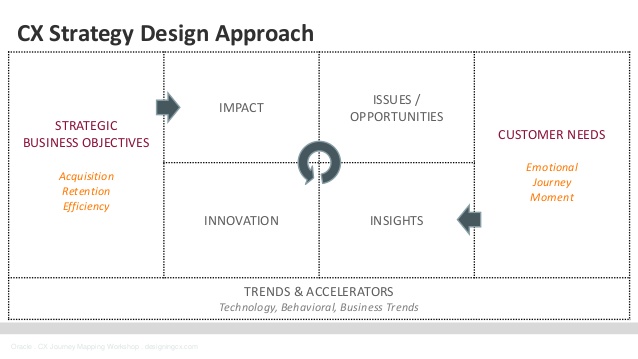 CX Strategy Design Approach
STRATEGIC
BUSINESS OBJECTIVES
Acquisition
Retention
Efficiency
IMPACT
ISSUES /
OPPORTUNITIES
INNOVATION
INSIGHTS
CUSTOMER NEEDS
Emotional
Journey
Moment
TRENDS & ACCELERATORS
Technology, Behavioral, Business Trends
Oracle . CX Journey Mapping Workshop . designingcx.com